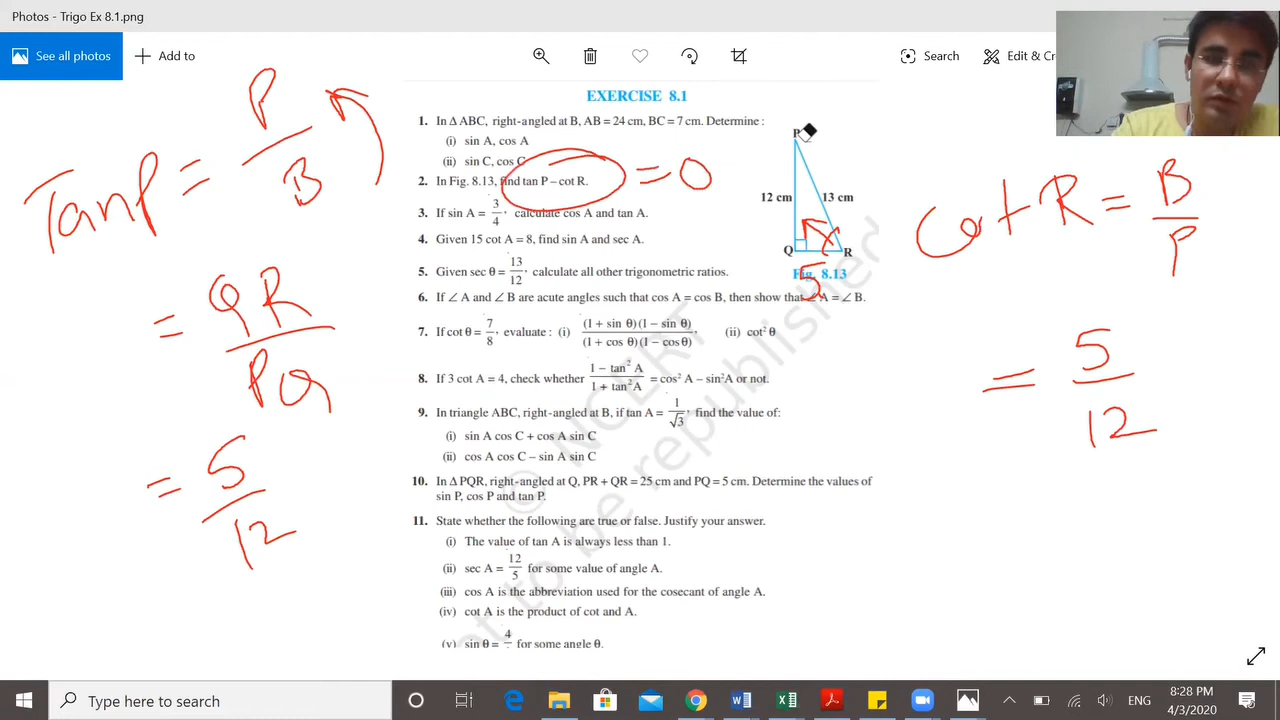 Photos - Trigo Ex 8.1.png
See all photos
Add to
Search
Edit & Cre
EXERCISE 8.1
1. In Δ ABC, right-angled at B, AB = 24 cm, BC = 7 cm. Determine :
(i) sin A, cos A
(ii) sin C, cos C
2. In Fig. 8.13, find tan P – cot R.
= 0
3. If sin A = 3/4, calculate cos A and tan A.
4. Given 15 cot A = 8, find sin A and sec A.
5. Given sec θ = 13/12, calculate all other trigonometric ratios.
6. If ∠ A and ∠ B are acute angles such that cos A = cos B, then show that ∠ A = ∠ B.
7. If cot θ = 7/8, evaluate : (i) (1 + sin θ)(1 – sin θ)/(1 + cos θ)(1 – cos θ), (ii) cot² θ
8. If 3 cot A = 4, check whether (1 – tan² A)/(1 + tan² A) = cos² A – sin² A or not.
9. In triangle ABC, right-angled at B, if tan A = 1/√3, find the value of:
(i) sin A cos C + cos A sin C
(ii) cos A cos C – sin A sin C
10. In Δ PQR, right-angled at Q, PR + QR = 25 cm and PQ = 5 cm. Determine the values of
sin P, cos P and tan P.
11. State whether the following are true or false. Justify your answer.
(i) The value of tan A is always less than 1.
(ii) sec A = 12/5 for some value of angle A.
(iii) cos A is the abbreviation used for the cosecant of angle A.
(iv) cot A is the product of cot and A.
(v) sin θ = 4/ for some angle θ.
P
12 cm
13 cm
Q
R
5
Fig. 8.13
TanP = P/B
= QR/PQ
= 5/12
Cot R = B/P
= 5/12
© NCERT
not to be republished
Type here to search
ENG
8:28 PM
4/3/2020